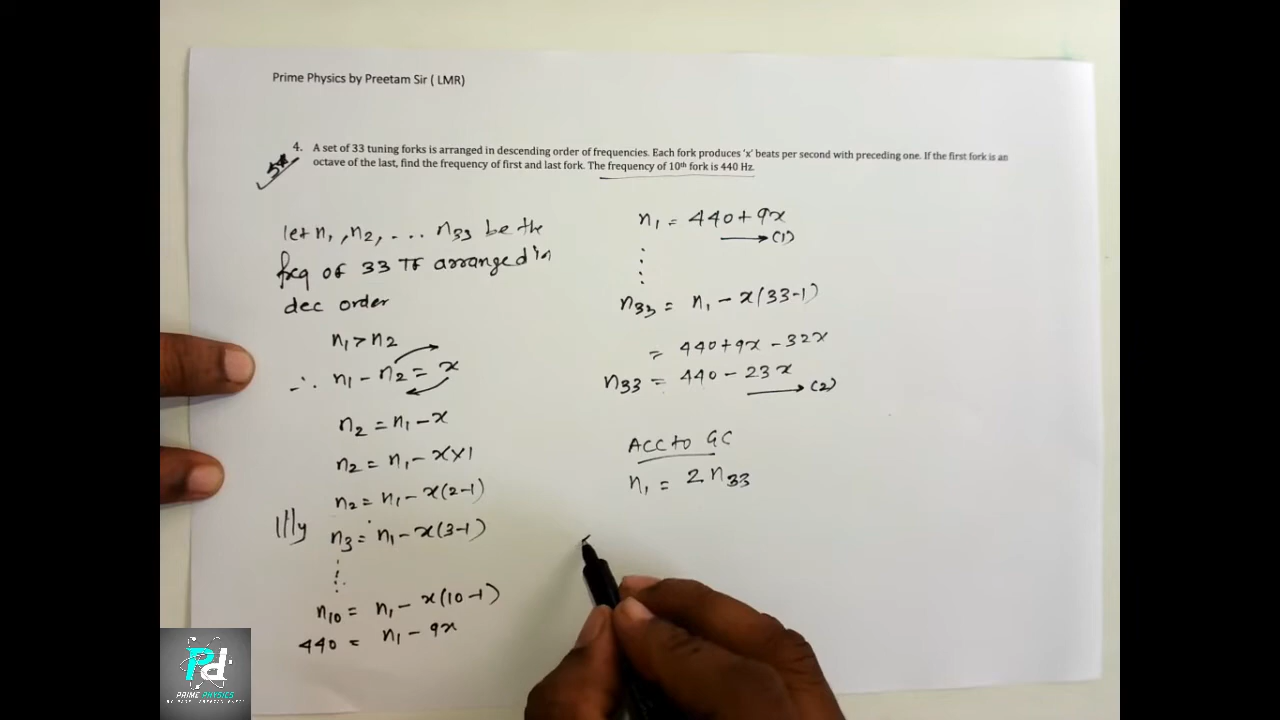 Prime Physics by Preetam Sir ( LMR)
4. A set of 33 tuning forks is arranged in descending order of frequencies. Each fork produces 'x' beats per second with preceding one. If the first fork is an
octave of the last, find the frequency of first and last fork. The frequency of 10th fork is 440 Hz.
let n₁, n₂, ... n₃₃ be the
freq of 33 TF arranged in
dec order
n₁ > n₂
∴ n₁ - n₂ = x
n₂ = n₁ - x
n₂ = n₁ - x×1
n₂ = n₁ - x(2-1)
lllly n₃ = n₁ - x(3-1)
n₁₀ = n₁ - x(10-1)
440 = n₁ - 9x
n₁ = 440 + 9x
→ (1)
n₃₃ = n₁ - x(33-1)
= 440 + 9x - 32x
n₃₃ = 440 - 23x
→ (2)
ACC to GC
n₁ = 2 n₃₃
Pd
PRIME PHYSICS